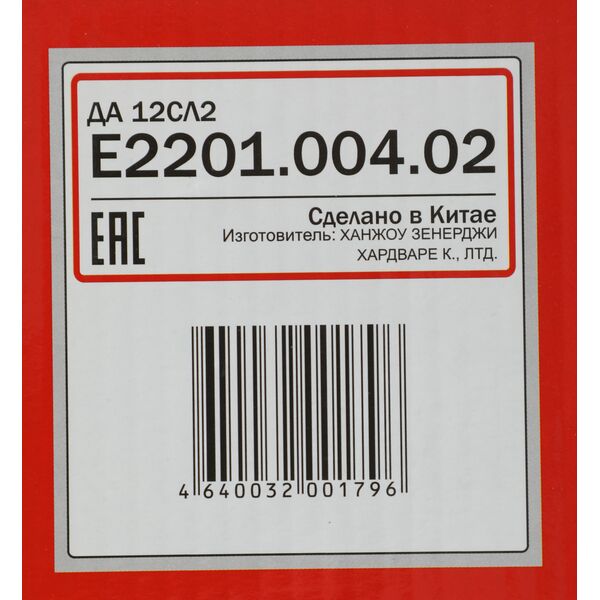 ДА 12СЛ2
E2201.004.02
Сделано в Китае
EAC Изготовитель: ХАНЖОУ ЗЕНЕРДЖИ
ХАРДВАРЕ К., ЛТД.
4 640032 001796